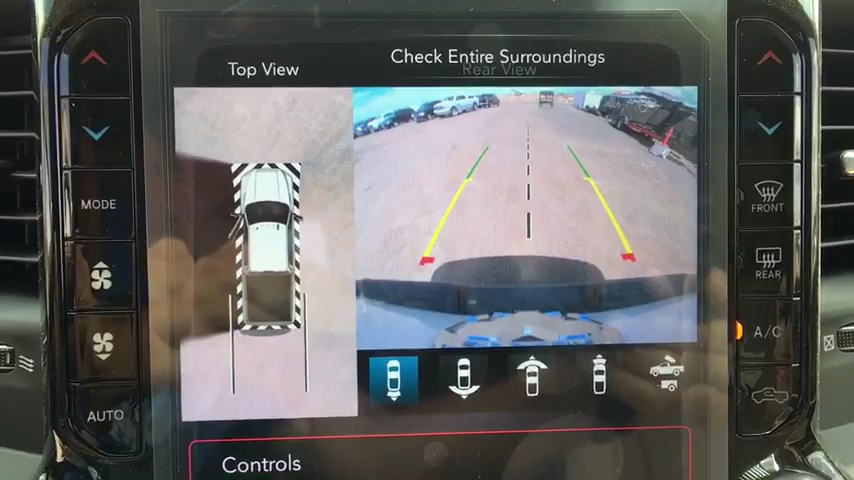 Check Entire Surroundings
Top View
Rear View
MODE
FRONT
REAR
A/C
AUTO
Controls